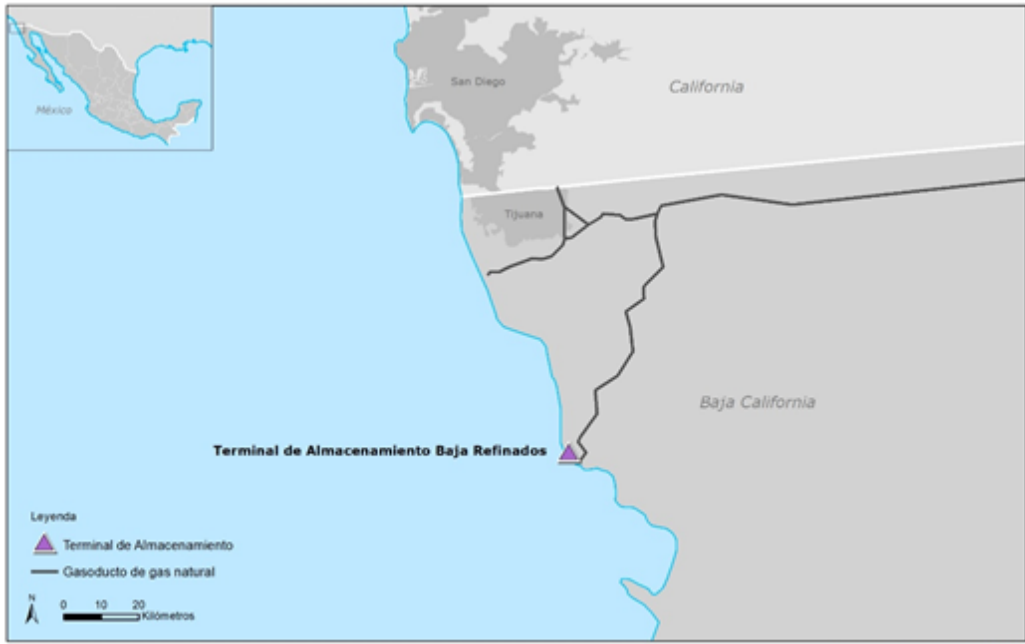 México
San Diego
California
Tijuana
Baja California
Terminal de Almacenamiento Baja Refinados
Leyenda
Terminal de Almacenamiento
Gasoducto de gas natural
N
0 10 20
Kilómetros